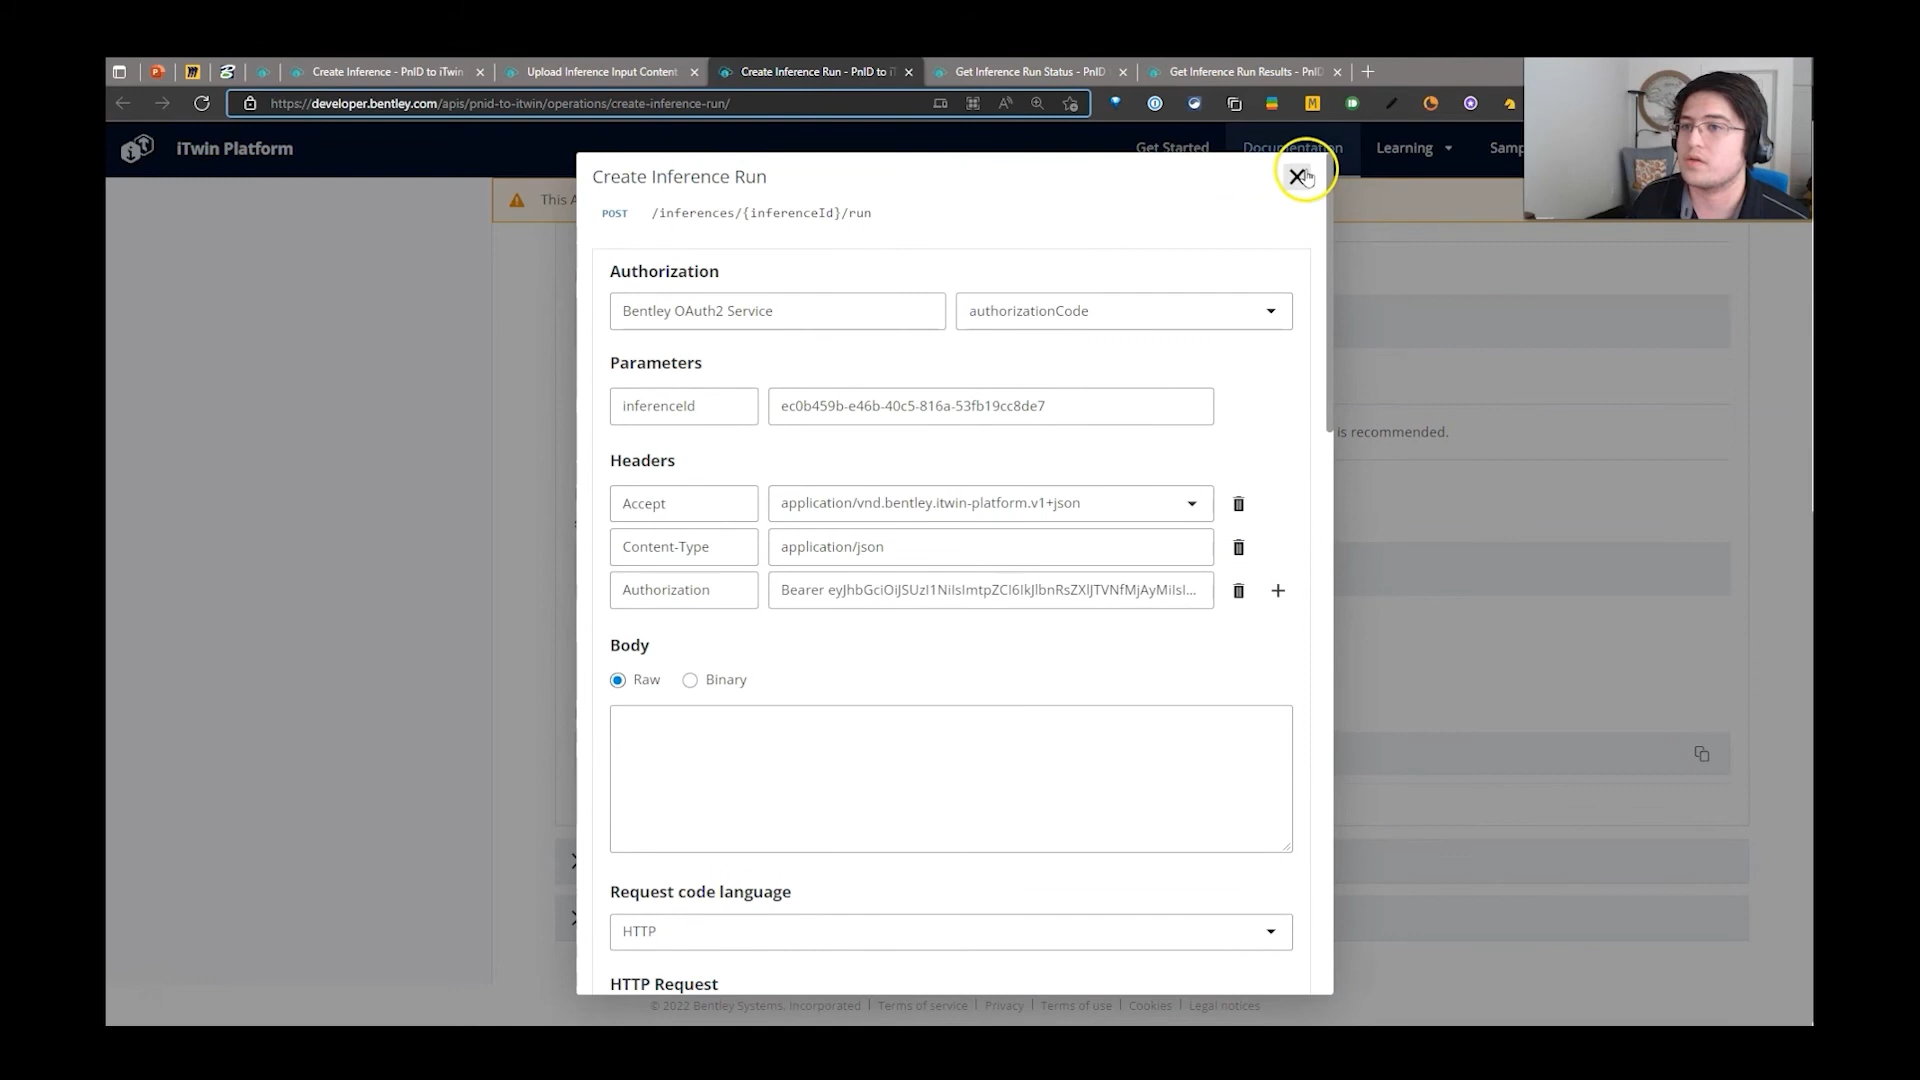 Create Inference - PnID to iTwin
Upload Inference Input Content
Create Inference Run - PnID to i
Get Inference Run Status - PnID
Get Inference Run Results - PnID
https://developer.bentley.com/apis/pnid-to-itwin/operations/create-inference-run/
iTwin Platform
Get Started
Documentation
Learning
Samp
This A
Create Inference Run
POST /inferences/{inferenceId}/run
Authorization
Bentley OAuth2 Service
authorizationCode
Parameters
inferenceId
ec0b459b-e46b-40c5-816a-53fb19cc8de7
is recommended.
Headers
Accept
application/vnd.bentley.itwin-platform.v1+json
Content-Type
application/json
Authorization
Body
Raw
Binary
Request code language
HTTP
HTTP Request
© 2022 Bentley Systems, Incorporated | Terms of service | Privacy | Terms of use | Cookies | Legal notices